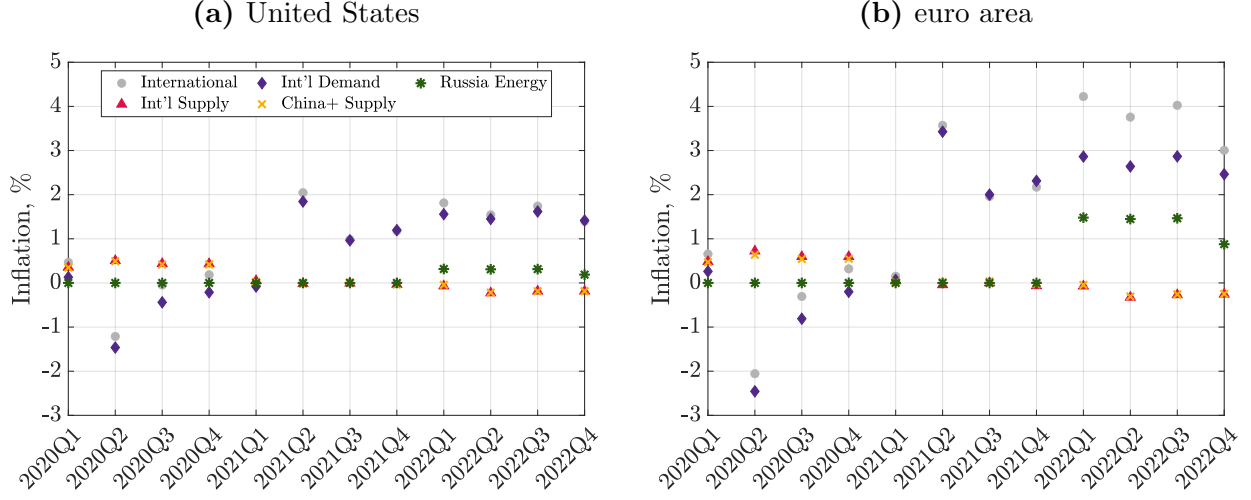 (a) United States
Inflation, %
5
4
3
2
1
0
-1
-2
-3
International
Int'l Demand
Russia Energy
Int'l Supply
China+ Supply
2020Q1
2020Q2
2020Q3
2020Q4
2021Q1
2021Q2
2021Q3
2021Q4
2022Q1
2022Q2
2022Q3
2022Q4
(b) euro area
Inflation, %
5
4
3
2
1
0
-1
-2
-3
2020Q1
2020Q2
2020Q3
2020Q4
2021Q1
2021Q2
2021Q3
2021Q4
2022Q1
2022Q2
2022Q3
2022Q4